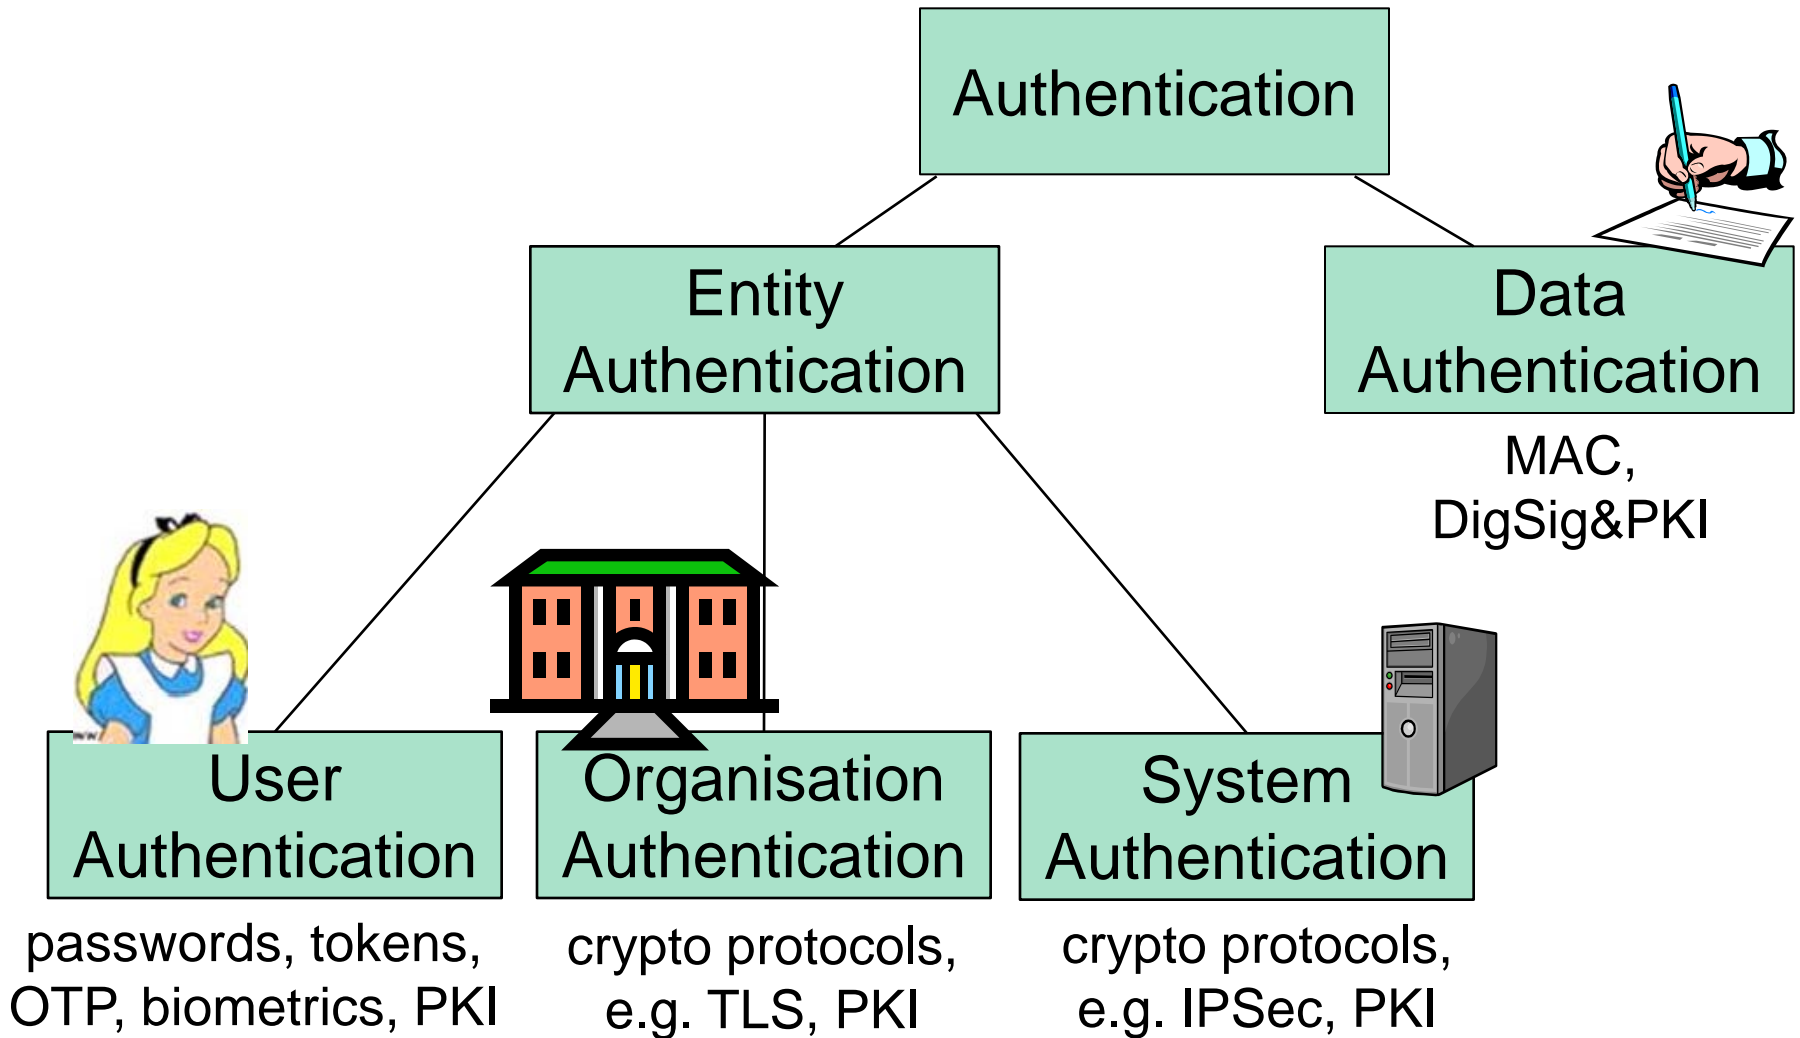 Authentication
Entity
Authentication
Data
Authentication
MAC,
DigSig&PKI
User
Authentication
Organisation
Authentication
System
Authentication
passwords, tokens,
OTP, biometrics, PKI
crypto protocols,
e.g. TLS, PKI
crypto protocols,
e.g. IPSec, PKI